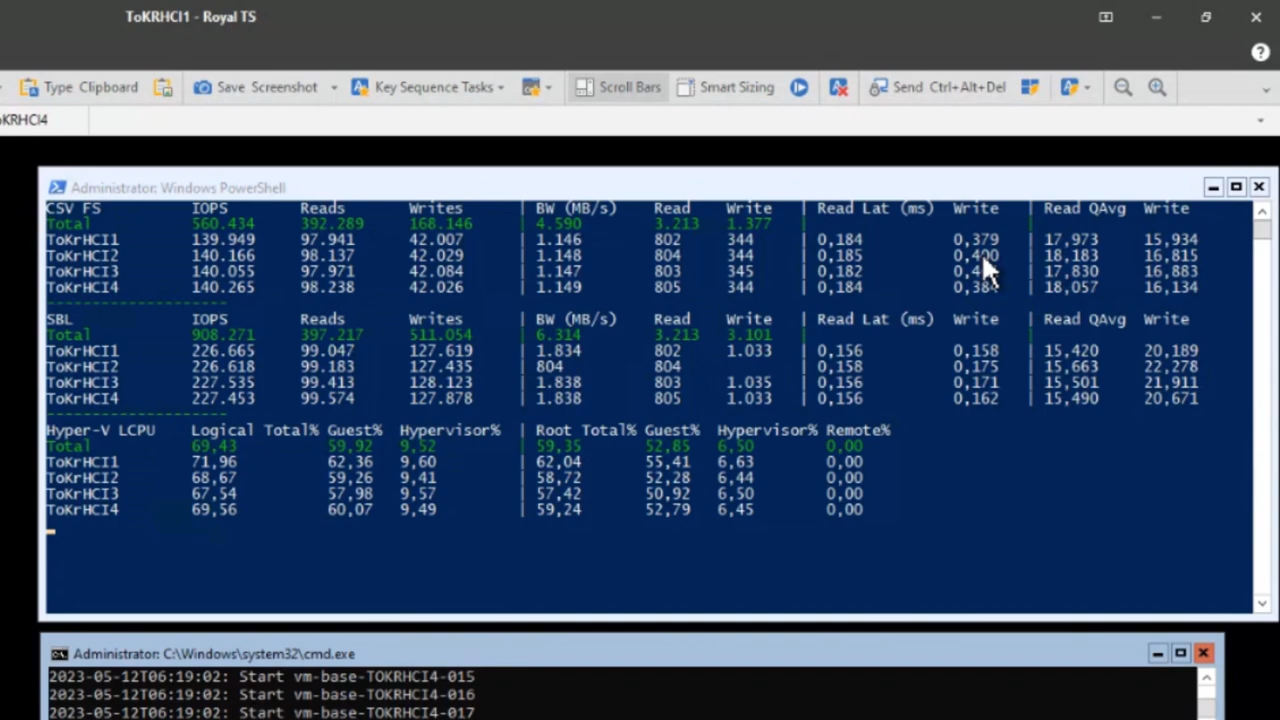 ToKRHCI1 - Royal TS
Type Clipboard Save Screenshot Key Sequence Tasks Scroll Bars Smart Sizing Send Ctrl+Alt+Del
KRHCI4
Administrator: Windows PowerShell
CSV FS IOPS Reads Writes | BW (MB/s) Read Write | Read Lat (ms) Write | Read QAvg Write
Total 560.434 392.289 168.146 | 4.590 3.213 1.377 | |
ToKrHCI1 139.949 97.941 42.007 | 1.146 802 344 | 0,184 0,379 | 17,973 15,934
ToKrHCI2 140.166 98.137 42.029 | 1.148 804 344 | 0,185 0,400 | 18,183 16,815
ToKrHCI3 140.055 97.971 42.084 | 1.147 803 345 | 0,182 | 17,830 16,883
ToKrHCI4 140.265 98.238 42.026 | 1.149 805 344 | 0,184 0,384 | 18,057 16,134
--------------------
SBL IOPS Reads Writes | BW (MB/s) Read Write | Read Lat (ms) Write | Read QAvg Write
Total 908.271 397.217 511.054 | 6.314 3.213 3.101 | |
ToKrHCI1 226.665 99.047 127.619 | 1.834 802 1.033 | 0,156 0,158 | 15,420 20,189
ToKrHCI2 226.618 99.183 127.435 | 804 804 | 0,158 0,175 | 15,663 22,278
ToKrHCI3 227.535 99.413 128.123 | 1.838 803 1.035 | 0,156 0,171 | 15,501 21,911
ToKrHCI4 227.453 99.574 127.878 | 1.838 805 1.033 | 0,156 0,162 | 15,490 20,671
--------------------
Hyper-V LCPU Logical Total% Guest% Hypervisor% | Root Total% Guest% Hypervisor% Remote%
Total 69,43 59,92 9,52 | 59,35 52,85 6,50 0,00
ToKrHCI1 71,96 62,36 9,60 | 62,04 55,41 6,63 0,00
ToKrHCI2 68,67 59,26 9,41 | 58,72 52,28 6,44 0,00
ToKrHCI3 67,54 57,98 9,57 | 57,42 50,92 6,50 0,00
ToKrHCI4 69,56 60,07 9,49 | 59,24 52,79 6,45 0,00
Administrator: C:\Windows\system32\cmd.exe
2023-05-12T06:19:02: Start vm-base-TOKRHCI4-015
2023-05-12T06:19:02: Start vm-base-TOKRHCI4-016
2023-05-12T06:19:02: Start vm-base-TOKRHCI4-017